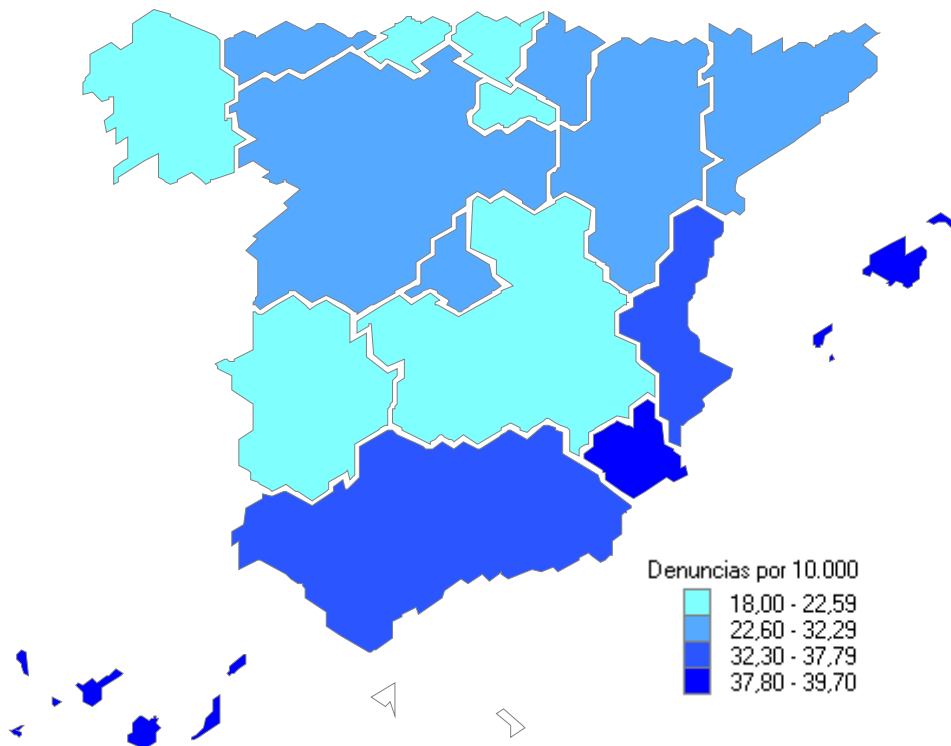 Denuncias por 10.000
18,00 - 22,59
22,60 - 32,29
32,30 - 37,79
37,80 - 39,70